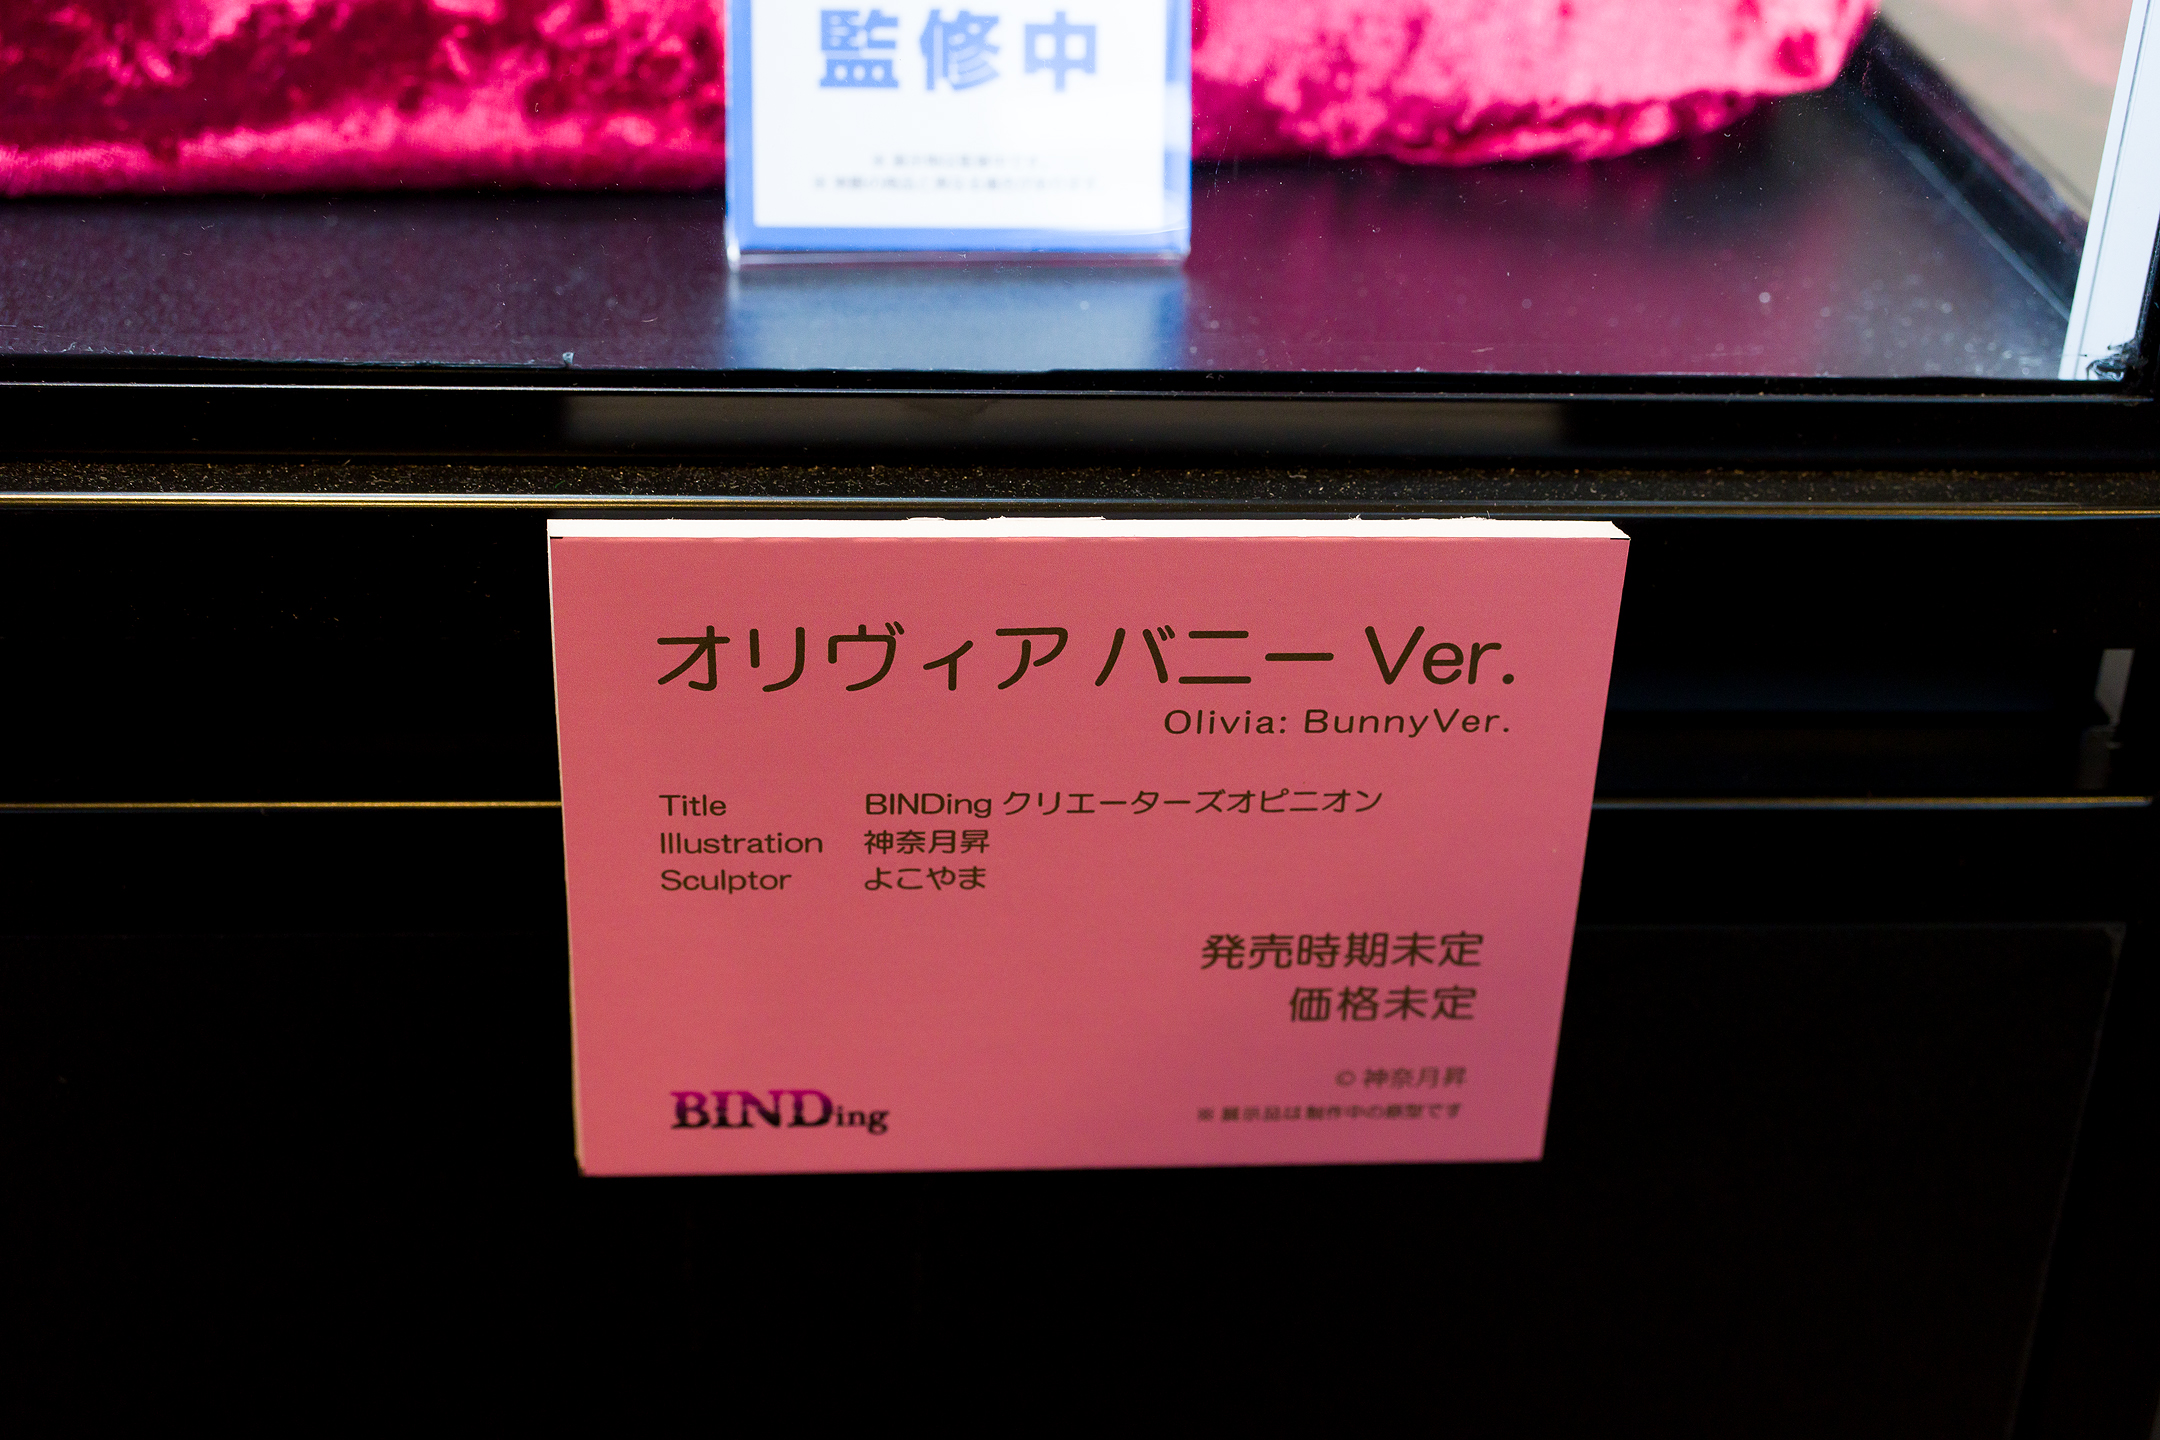 監修中
オリヴィア バニー Ver.
Olivia: BunnyVer.
Title BINDing クリエーターズオピニオン
Illustration 神奈月昇
Sculptor よこやま
発売時期未定
価格未定
© 神奈月昇
※ 展示品は制作中の原型です
BINDing